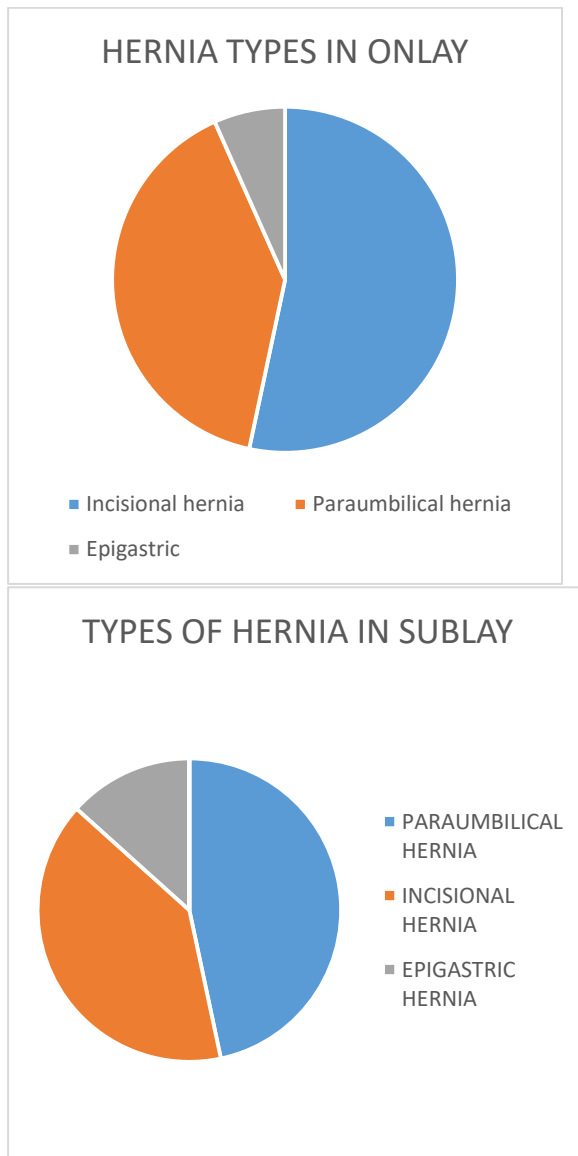 HERNIA TYPES IN ONLAY
Incisional hernia
Paraumbilical hernia
Epigastric
TYPES OF HERNIA IN SUBLAY
PARAUMBILICAL
HERNIA
INCISIONAL
HERNIA
EPIGASTRIC
HERNIA